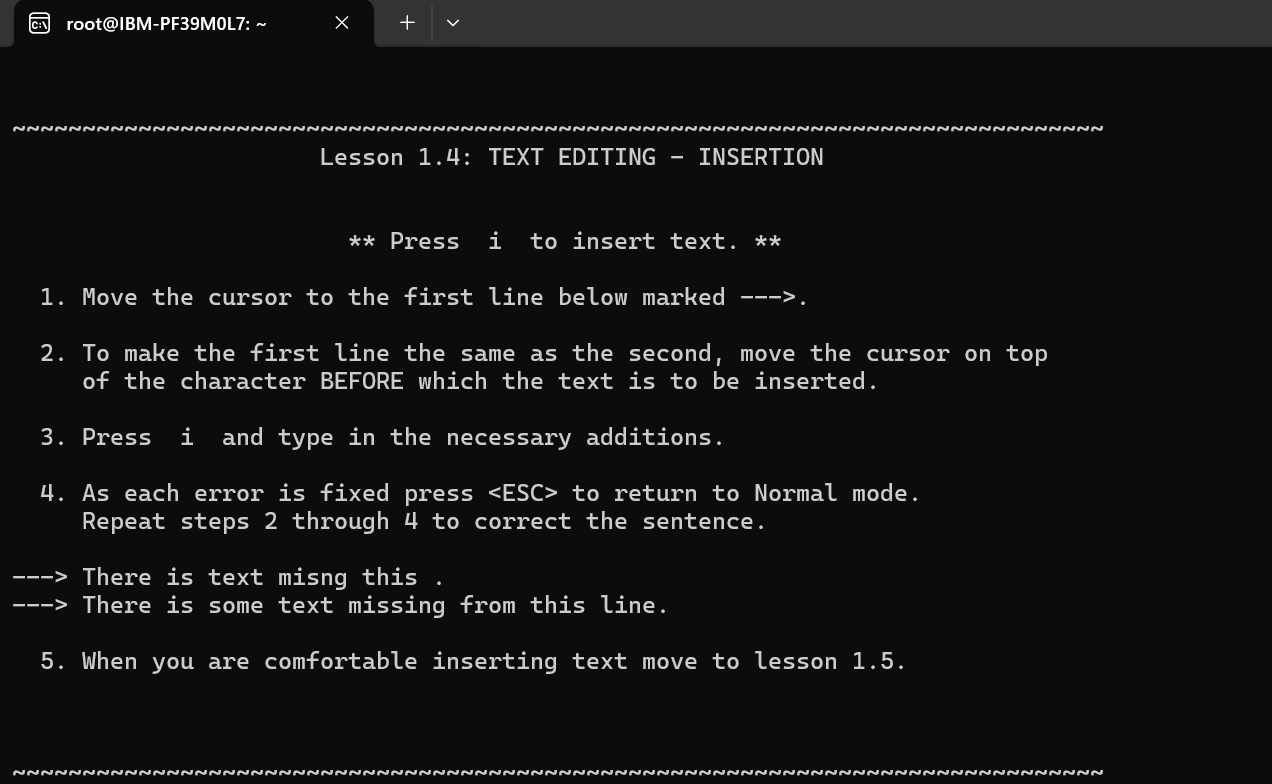 root@IBM-PF39M0L7: ~
~~~~~~~~~~~~~~~~~~~~~~~~~~~~~~~~~~~~~~~~~~~~~~~~~~~~~~~~~~~~~~~~~~~~~~~~~~~~~~
Lesson 1.4: TEXT EDITING - INSERTION
** Press  i  to insert text. **
1. Move the cursor to the first line below marked --->.
2. To make the first line the same as the second, move the cursor on top
of the character BEFORE which the text is to be inserted.
3. Press  i  and type in the necessary additions.
4. As each error is fixed press <ESC> to return to Normal mode.
Repeat steps 2 through 4 to correct the sentence.
---> There is text misng this .
---> There is some text missing from this line.
5. When you are comfortable inserting text move to lesson 1.5.
~~~~~~~~~~~~~~~~~~~~~~~~~~~~~~~~~~~~~~~~~~~~~~~~~~~~~~~~~~~~~~~~~~~~~~~~~~~~~~